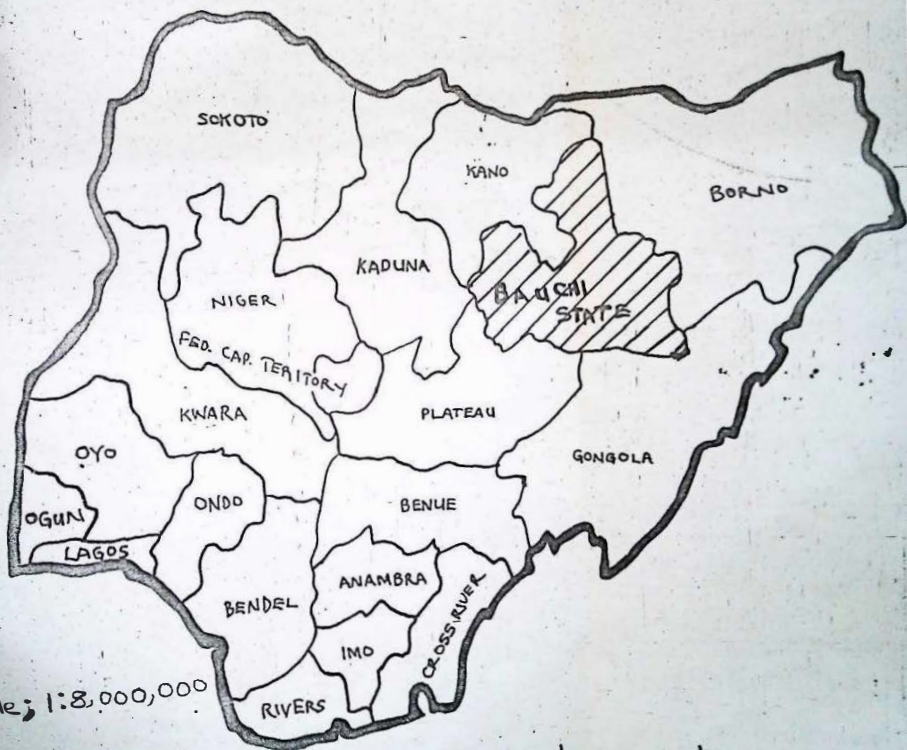 SOKOTO
KANO
BORNO
KADUNA
BAUCHI
STATE
NIGER
FED. CAP. TERITORY
KWARA
PLATEAU
OYO
GONGOLA
ONDO
BENUE
OGUN
LAGOS
ANAMBRA
BENDEL
CROSS RIVER
IMO
1:8,000,000
RIVERS